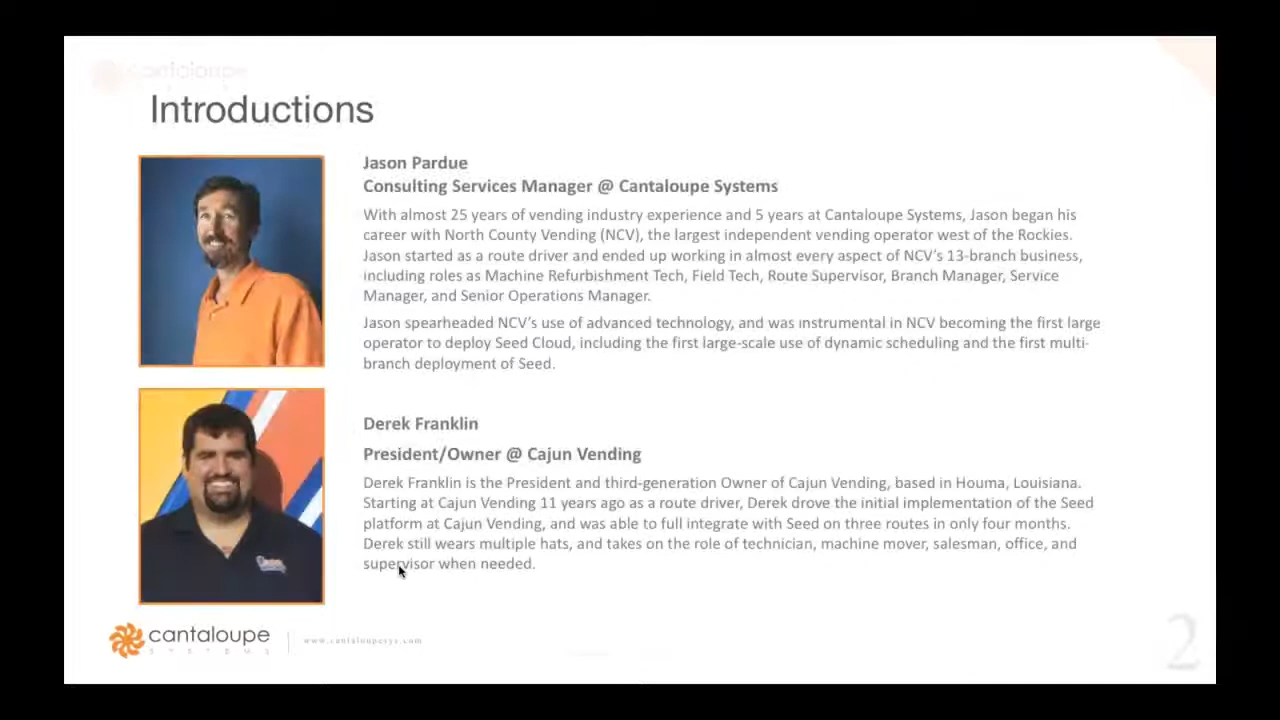 cantaloupe
Introductions
Jason Pardue
Consulting Services Manager @ Cantaloupe Systems
With almost 25 years of vending industry experience and 5 years at Cantaloupe Systems, Jason began his
career with North County Vending (NCV), the largest independent vending operator west of the Rockies.
Jason started as a route driver and ended up working in almost every aspect of NCV's 13-branch business,
including roles as Machine Refurbishment Tech, Field Tech, Route Supervisor, Branch Manager, Service
Manager, and Senior Operations Manager.
Jason spearheaded NCV's use of advanced technology, and was instrumental in NCV becoming the first large
operator to deploy Seed Cloud, including the first large-scale use of dynamic scheduling and the first multi-
branch deployment of Seed.
Derek Franklin
President/Owner @ Cajun Vending
Derek Franklin is the President and third-generation Owner of Cajun Vending, based in Houma, Louisiana.
Starting at Cajun Vending 11 years ago as a route driver, Derek drove the initial implementation of the Seed
platform at Cajun Vending, and was able to full integrate with Seed on three routes in only four months.
Derek still wears multiple hats, and takes on the role of technician, machine mover, salesman, office, and
supervisor when needed.
cantaloupe
SYSTEMS
www.cantaloupesys.com
2